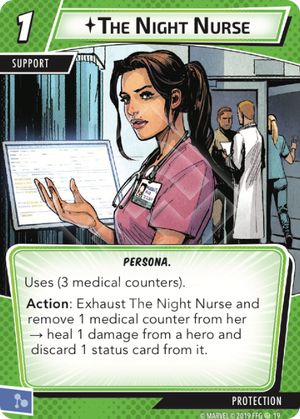 1
✦THE NIGHT NURSE
SUPPORT
PERSONA.
Uses (3 medical counters).
Action: Exhaust The Night Nurse and
remove 1 medical counter from her
→ heal 1 damage from a hero and
discard 1 status card from it.
PROTECTION
© MARVEL © 2019 FFG 19